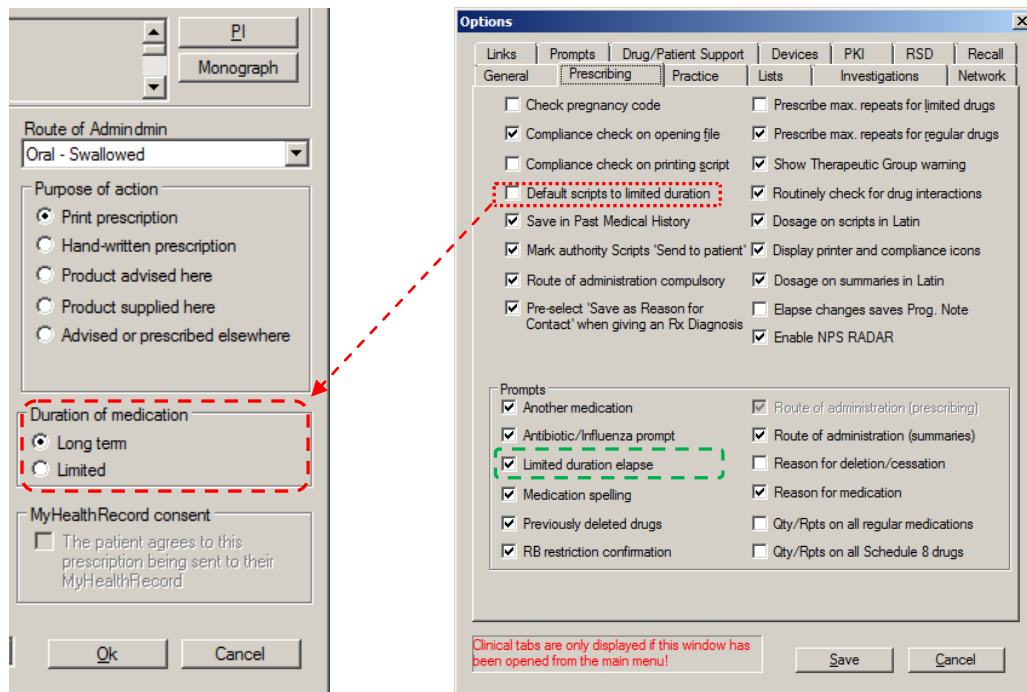 PI
Monograph
Route of Admindmin
Oral - Swallowed
Purpose of action
Print prescription
Hand-written prescription
Product advised here
Product supplied here
Advised or prescribed elsewhere
Duration of medication
Long term
Limited
MyHealthRecord consent
The patient agrees to this
prescription being sent to their
MyHealthRecord
Ok
Cancel
Options
Links
Prompts
Drug/Patient Support
Devices
PKI
RSD
Recall
General
Prescribing
Practice
Lists
Investigations
Network
Check pregnancy code
Compliance check on opening file
Compliance check on printing script
Default scripts to limited duration
Save in Past Medical History
Mark authority Scripts 'Send to patient'
Route of administration compulsory
Pre-select 'Save as Reason for
Contact' when giving an Rx Diagnosis
Prescribe max. repeats for limited drugs
Prescribe max. repeats for regular drugs
Show Therapeutic Group warning
Routinely check for drug interactions
Dosage on scripts in Latin
Display printer and compliance icons
Dosage on summaries in Latin
Elapse changes saves Prog. Note
Enable NPS RADAR
Prompts
Another medication
Antibiotic/Influenza prompt
Limited duration elapse
Medication spelling
Previously deleted drugs
RB restriction confirmation
Route of administration (prescribing)
Route of administration (summaries)
Reason for deletion/cessation
Reason for medication
Qty/Rpts on all regular medications
Qty/Rpts on all Schedule 8 drugs
Clinical tabs are only displayed if this window has
been opened from the main menu!
Save
Cancel